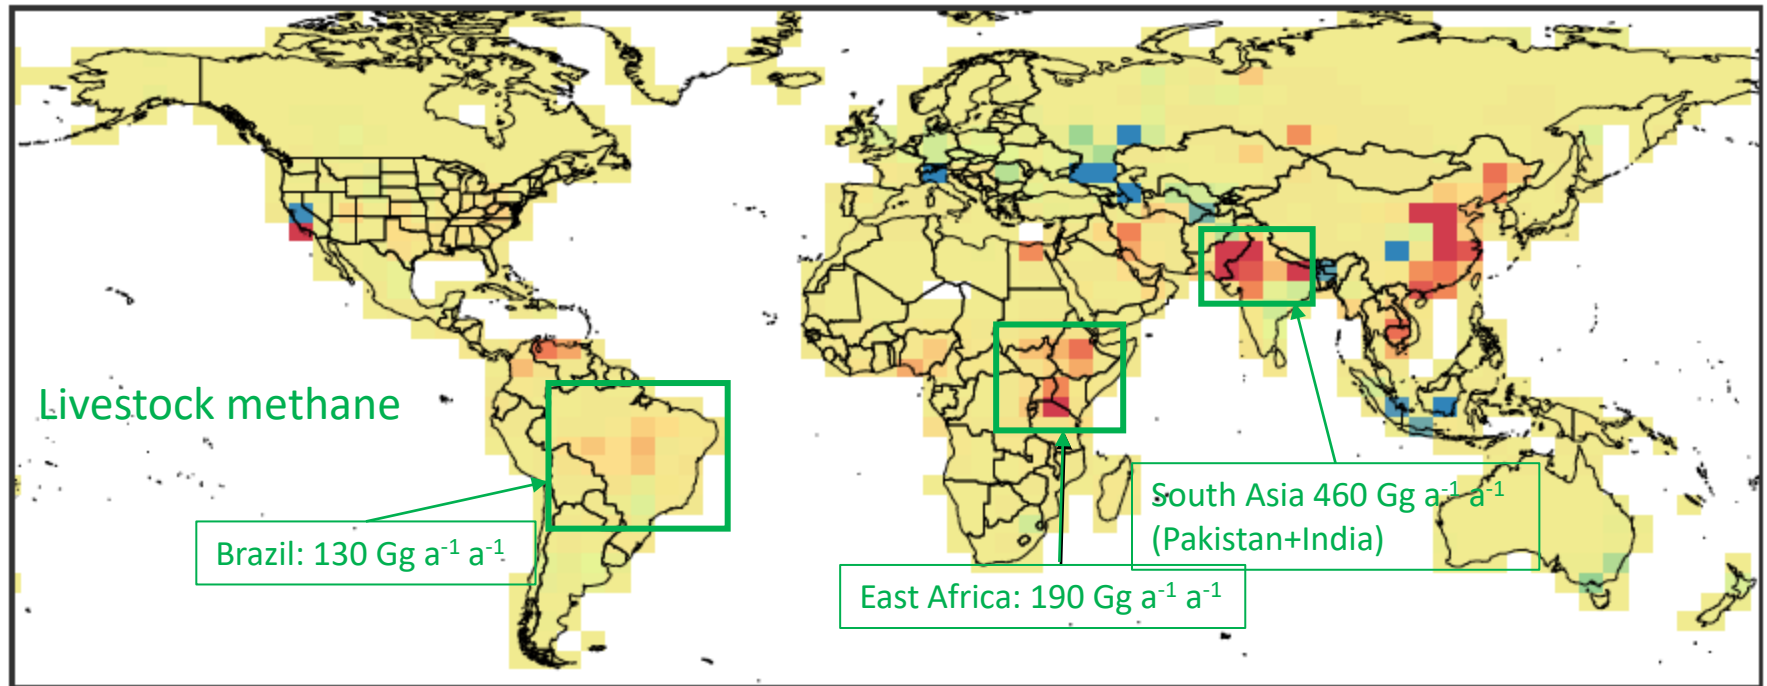 Livestock methane
South Asia 460 Gg a⁻¹ a⁻¹
(Pakistan+India)
Brazil: 130 Gg a⁻¹ a⁻¹
East Africa: 190 Gg a⁻¹ a⁻¹